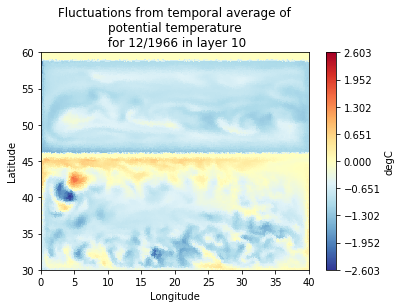 Fluctuations from temporal average of
potential temperature
for 12/1966 in layer 10
60
55
50
45
40
35
30
Latitude
0 5 10 15 20 25 30 35 40
Longitude
2.603
1.952
1.302
0.651
0.000
−0.651
−1.302
−1.952
−2.603
degC